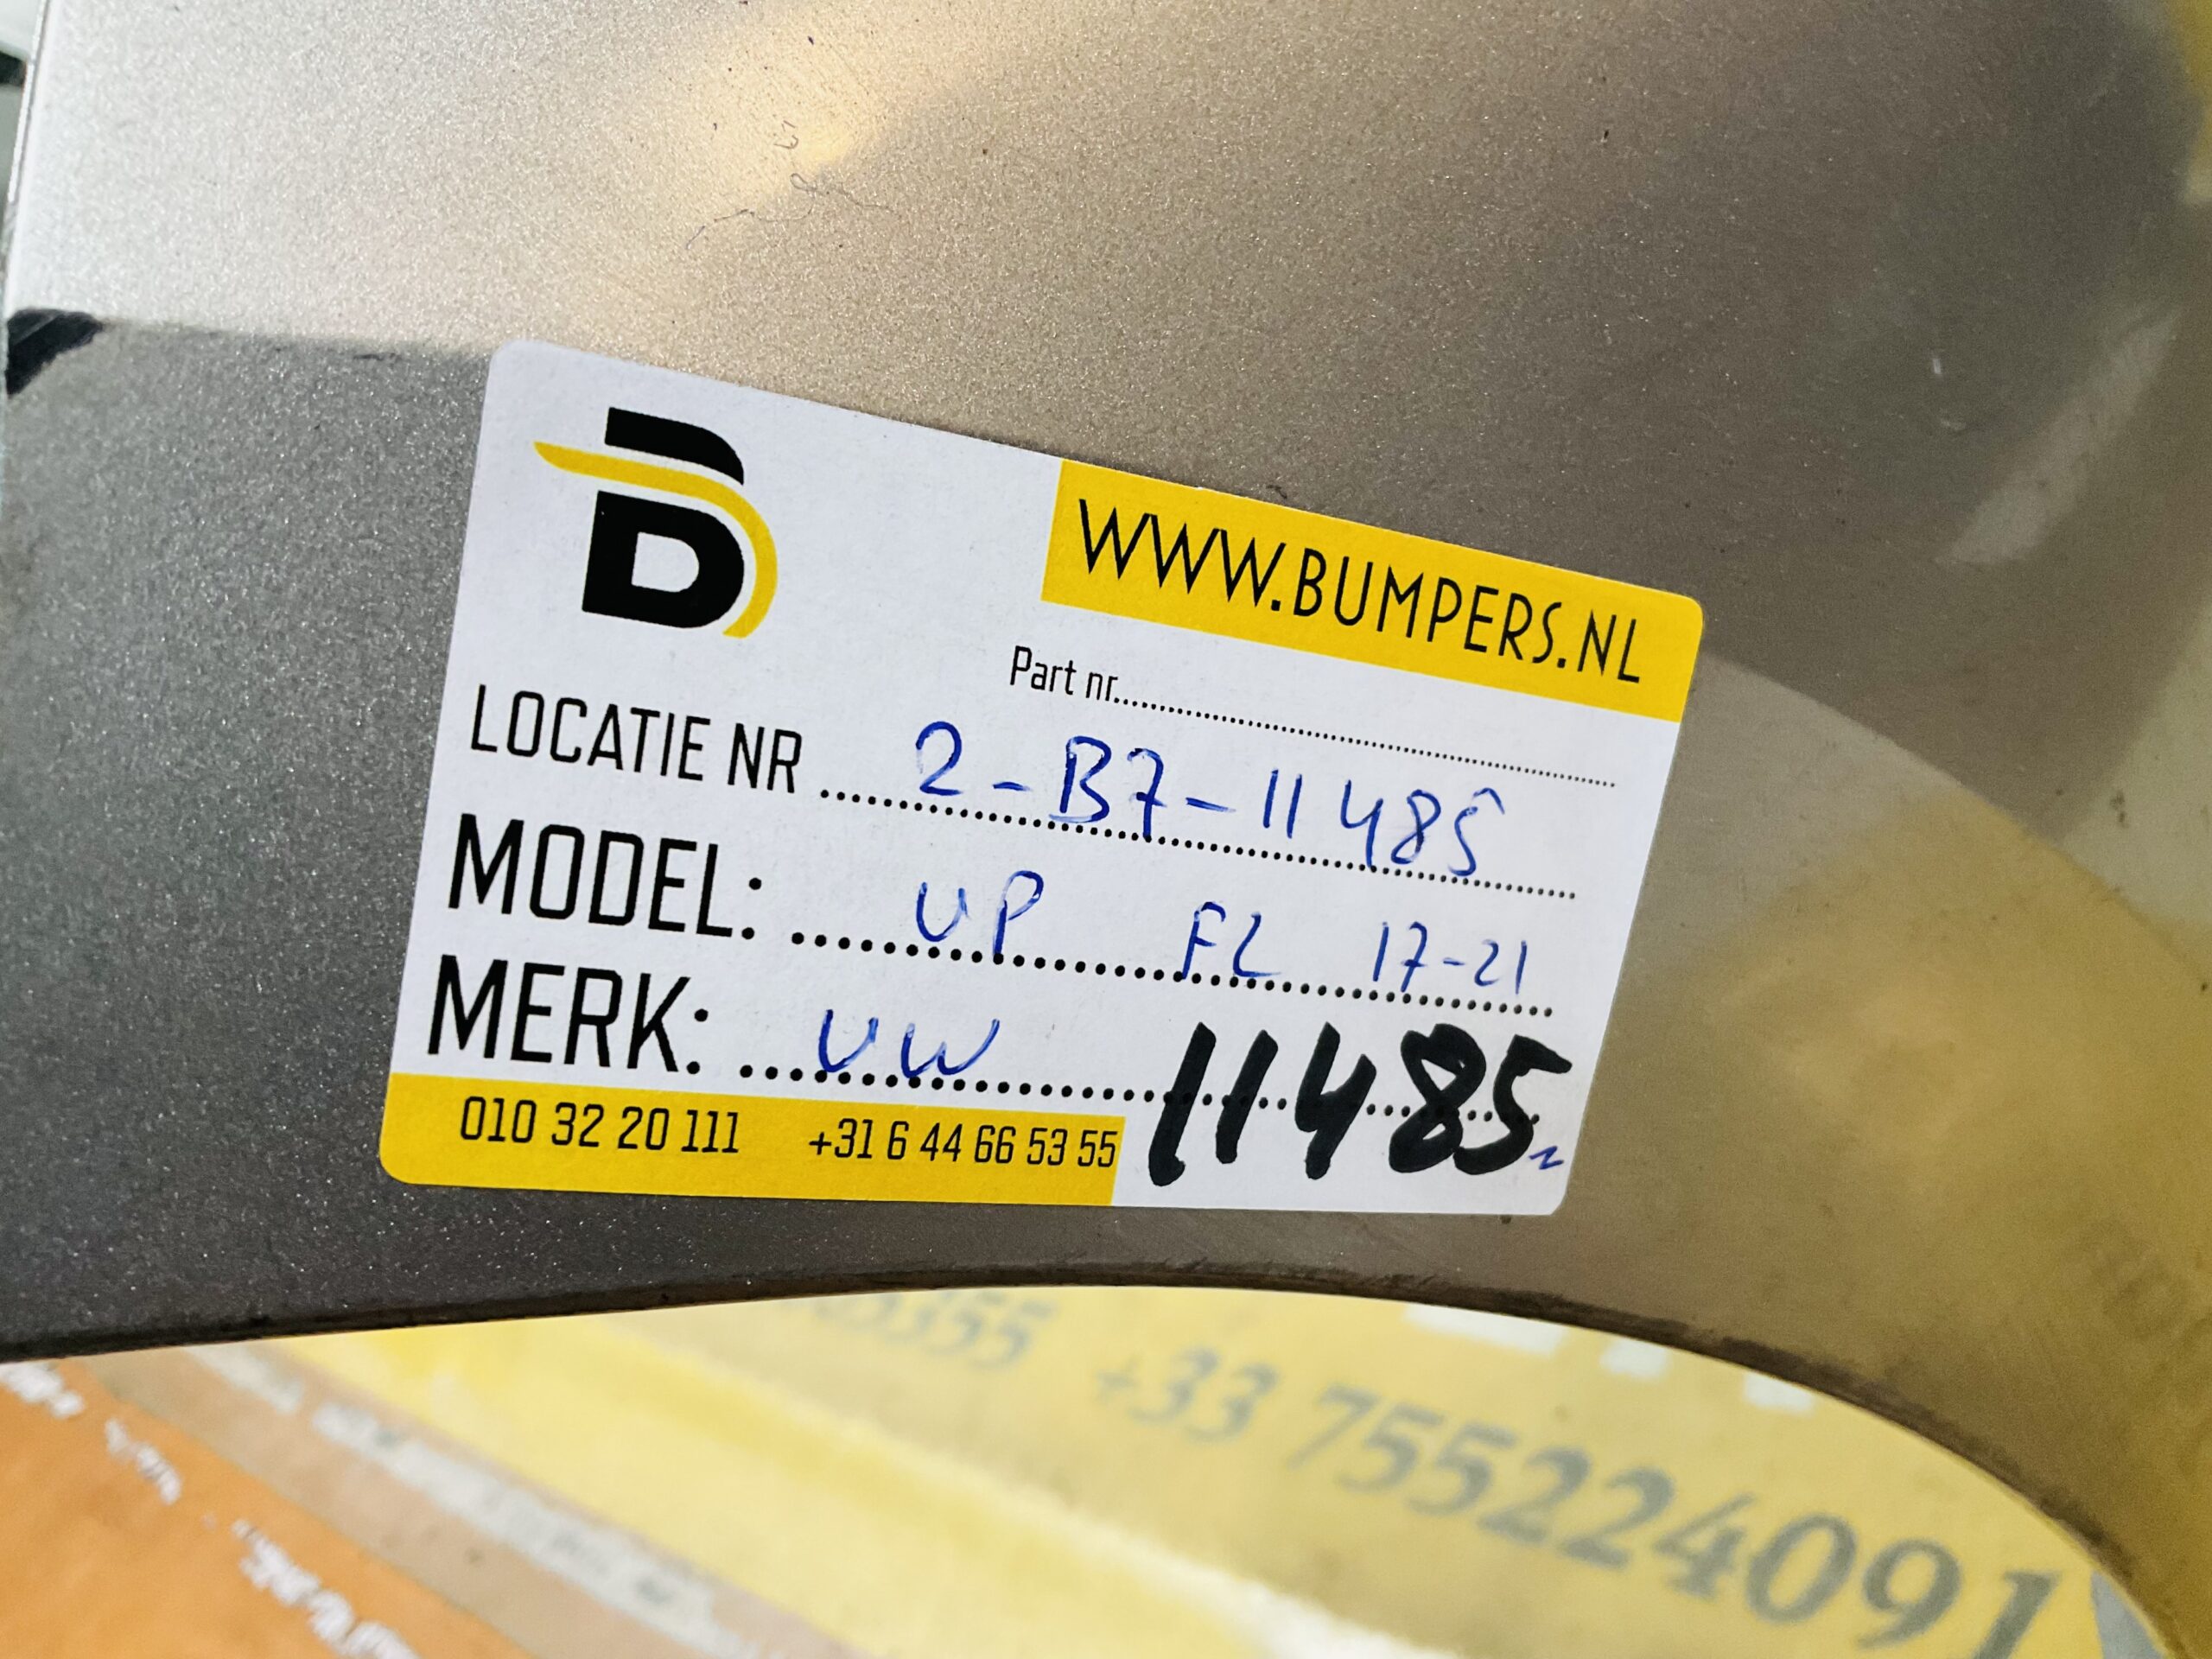 B
WWW.BUMPERS.NL
Part nr..............................
LOCATIE NR ..... 2-B7-11485
MODEL: ..... UP FL 17-21
MERK: ... VW
11485
010 32 20 111 +31 6 44 66 53 55
5355 +33 755224091